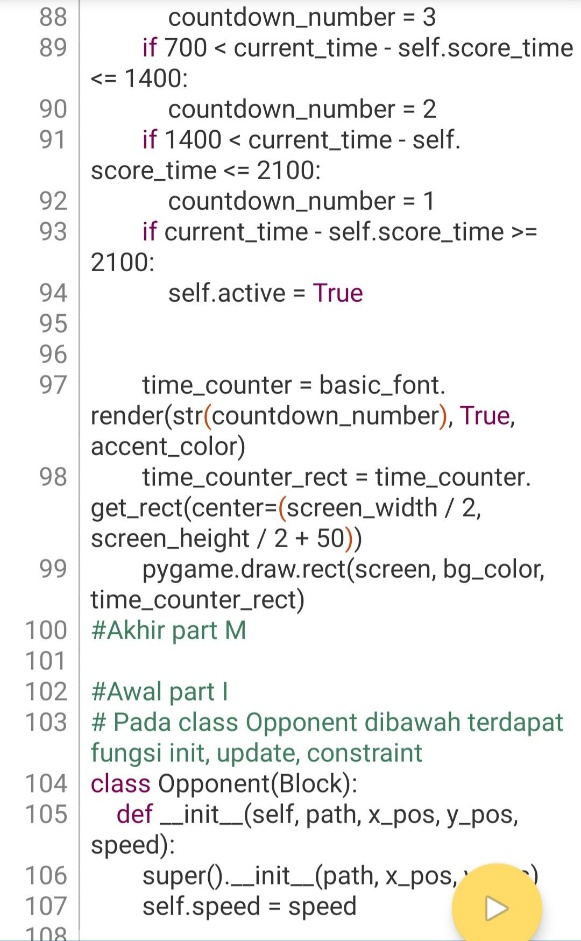 88 countdown_number = 3
89 if 700 < current_time - self.score_time
<= 1400:
90 countdown_number = 2
91 if 1400 < current_time - self.
score_time <= 2100:
92 countdown_number = 1
93 if current_time - self.score_time >=
2100:
94 self.active = True
95
96
97 time_counter = basic_font.
render(str(countdown_number), True,
accent_color)
98 time_counter_rect = time_counter.
get_rect(center=(screen_width / 2,
screen_height / 2 + 50))
99 pygame.draw.rect(screen, bg_color,
time_counter_rect)
100 #Akhir part M
101
102 #Awal part I
103 # Pada class Opponent dibawah terdapat
fungsi init, update, constraint
104 class Opponent(Block):
105 def __init__(self, path, x_pos, y_pos,
speed):
106 super().__init__(path, x_pos, )
107 self.speed = speed
108